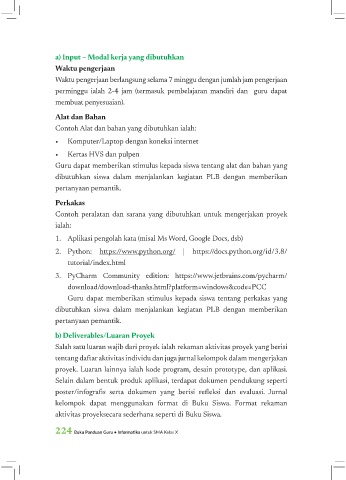 a) Input – Modal kerja yang dibutuhkan
Waktu pengerjaan
Waktu pengerjaan berlangsung selama 7 minggu dengan jumlah jam pengerjaan
perminggu ialah 2-4 jam (termasuk pembelajaran mandiri dan guru dapat
membuat penyesuaian).
Alat dan Bahan
Contoh Alat dan bahan yang dibutuhkan ialah:
• Komputer/Laptop dengan koneksi internet
• Kertas HVS dan pulpen
Guru dapat memberikan stimulus kepada siswa tentang alat dan bahan yang
dibutuhkan siswa dalam menjalankan kegiatan PLB dengan memberikan
pertanyaan pemantik.
Perkakas
Contoh peralatan dan sarana yang dibutuhkan untuk mengerjakan proyek
ialah:
1. Aplikasi pengolah kata (misal Ms Word, Google Docs, dsb)
2. Python: https://www.python.org/ | https://docs.python.org/id/3.8/
tutorial/index.html
3. PyCharm Community edition: https://www.jetbrains.com/pycharm/
download/download-thanks.html?platform=windows&code=PCC
Guru dapat memberikan stimulus kepada siswa tentang perkakas yang
dibutuhkan siswa dalam menjalankan kegiatan PLB dengan memberikan
pertanyaan pemantik.
b) Deliverables/Luaran Proyek
Salah satu luaran wajib dari proyek ialah rekaman aktivitas proyek yang berisi
tentang daftar aktivitas individu dan juga jurnal kelompok dalam mengerjakan
proyek. Luaran lainnya ialah kode program, desain prototype, dan aplikasi.
Selain dalam bentuk produk aplikasi, terdapat dokumen pendukung seperti
poster/infografis serta dokumen yang berisi refleksi dan evaluasi. Jurnal
kelompok dapat menggunakan format di Buku Siswa. Format rekaman
aktivitas proyeksecara sederhana seperti di Buku Siswa.
224 Buku Panduan Guru • Informatika untuk SMA Kelas X